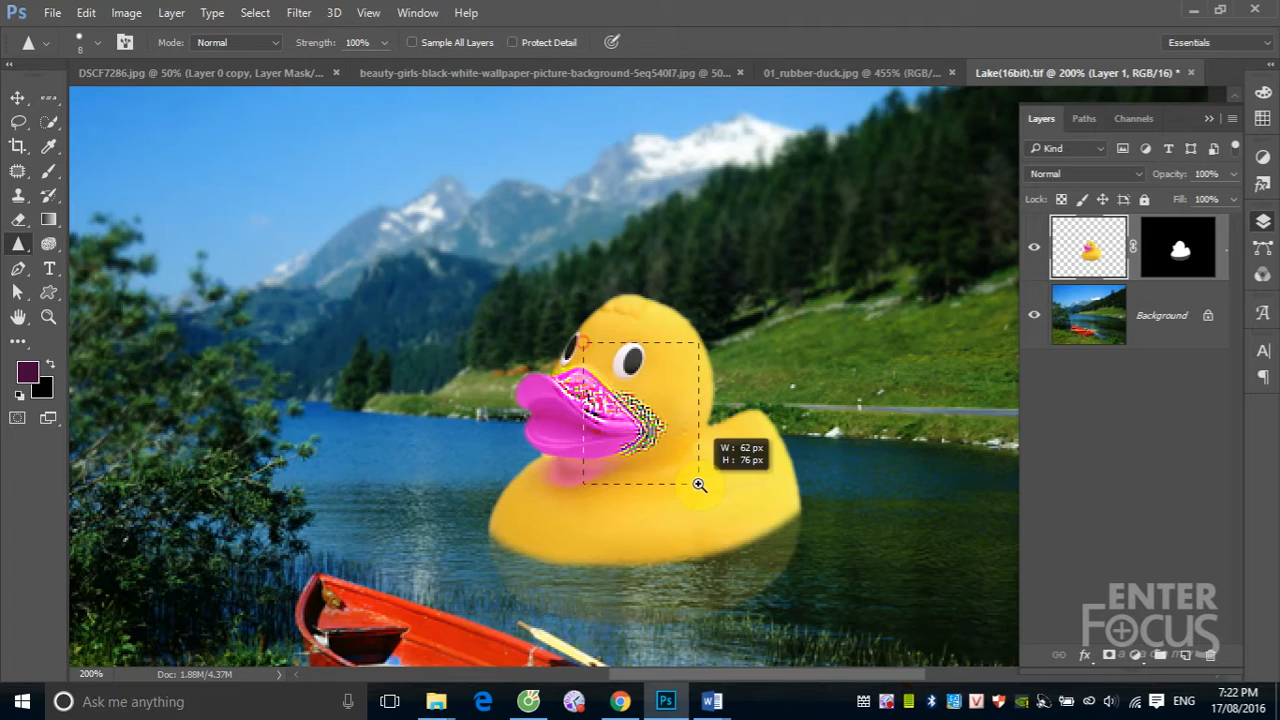 Ps File Edit Image Layer Type Select Filter 3D View Window Help
8 Mode: Normal Strength: 100% Sample All Layers Protect Detail Essentials
DSCF7286.jpg @ 50% (Layer 0 copy, Layer Mask/... × beauty-girls-black-white-wallpaper-picture-background-5eq540l7.jpg @ 50... × 01_rubber-duck.jpg @ 455% (RGB/... × Lake(16bit).tif @ 200% (Layer 1, RGB/16) * ×
Layers Paths Channels
Kind
Normal Opacity: 100%
Lock: Fill: 100%
Background
W: 62 px
H: 76 px
ENTER
FOCUS
academy
200% Doc: 1.88M/4.37M
Ask me anything
ENG
7:22 PM
17/08/2016